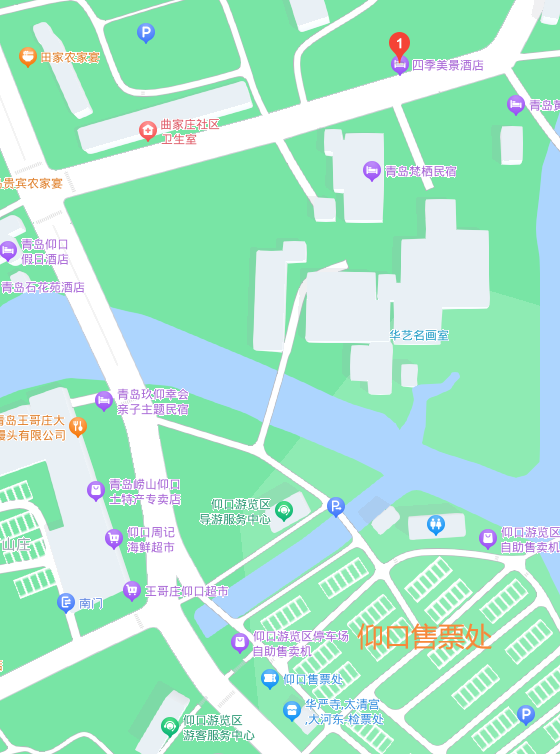 P
1
田家农家宴
四季美景酒店
青岛
曲家庄社区
卫生室
青岛梵栖民宿
贵宾农家宴
青岛仰口
假日酒店
青岛石花苑酒店
华艺名画室
青岛玖仰幸会
亲子主题民宿
青岛王哥庄大
馒头有限公司
青岛崂山仰口
土特产专卖店
仰口游览区
导游服务中心
P
仰口周记
海鲜超市
仰口游览区
自助售卖机
山庄
王哥庄仰口超市
南门
仰口游览区停车场
自助售卖机
仰口售票处
仰口售票处
华严寺,太清宫
,大河东-检票处
P
仰口游览区
游客服务中心